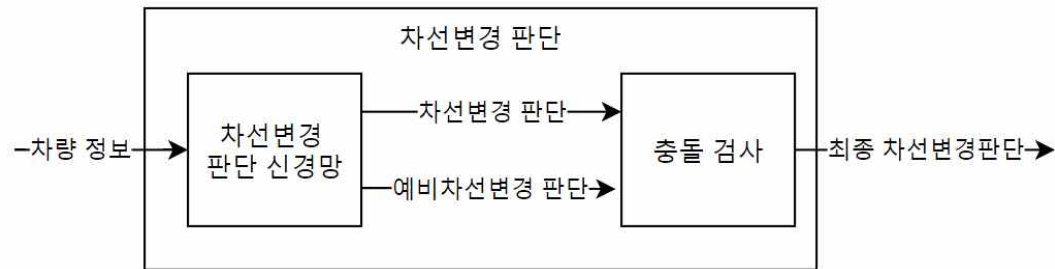 차선변경 판단
차량 정보
차선변경
판단 신경망
차선변경 판단
예비차선변경 판단
충돌 검사
최종 차선변경판단